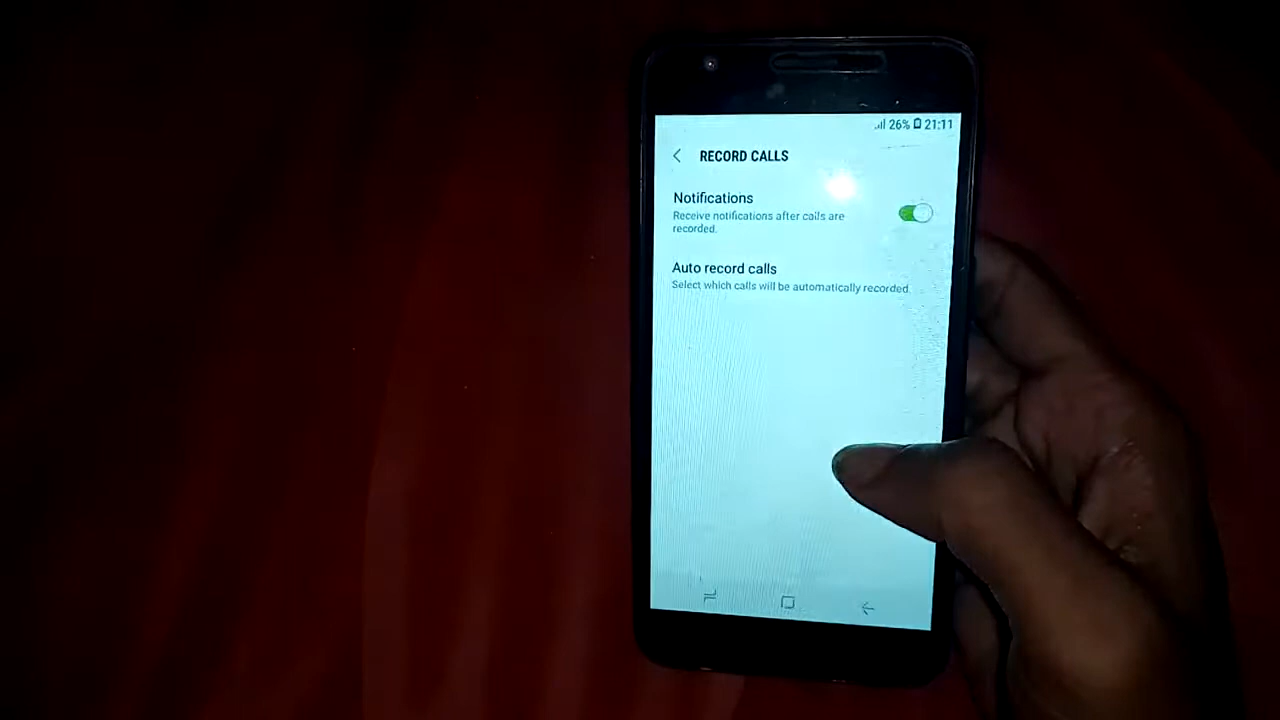 26% 21:11
RECORD CALLS
Notifications
Receive notifications after calls are
recorded.
Auto record calls
Select which calls will be automatically recorded.